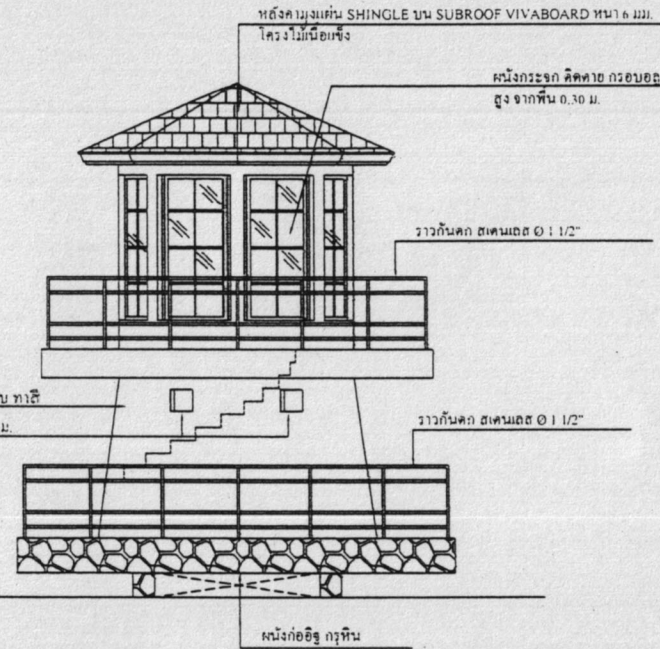 หลังคามุงแผ่น SHINGLE บน SUBROOF VIVABOARD หนา 6 มม.
โครงไม้เนื้อแข็ง
ผนังกระจก ติดตาย กรอบอล
สูง จากพื้น 0.30 ม.
ราวกันตก สเตนเลส Ø 1 1/2"
บ ทาสี
ม.
ราวกันตก สเตนเลส Ø 1 1/2"
ผนังก่ออิฐ กรุหิน